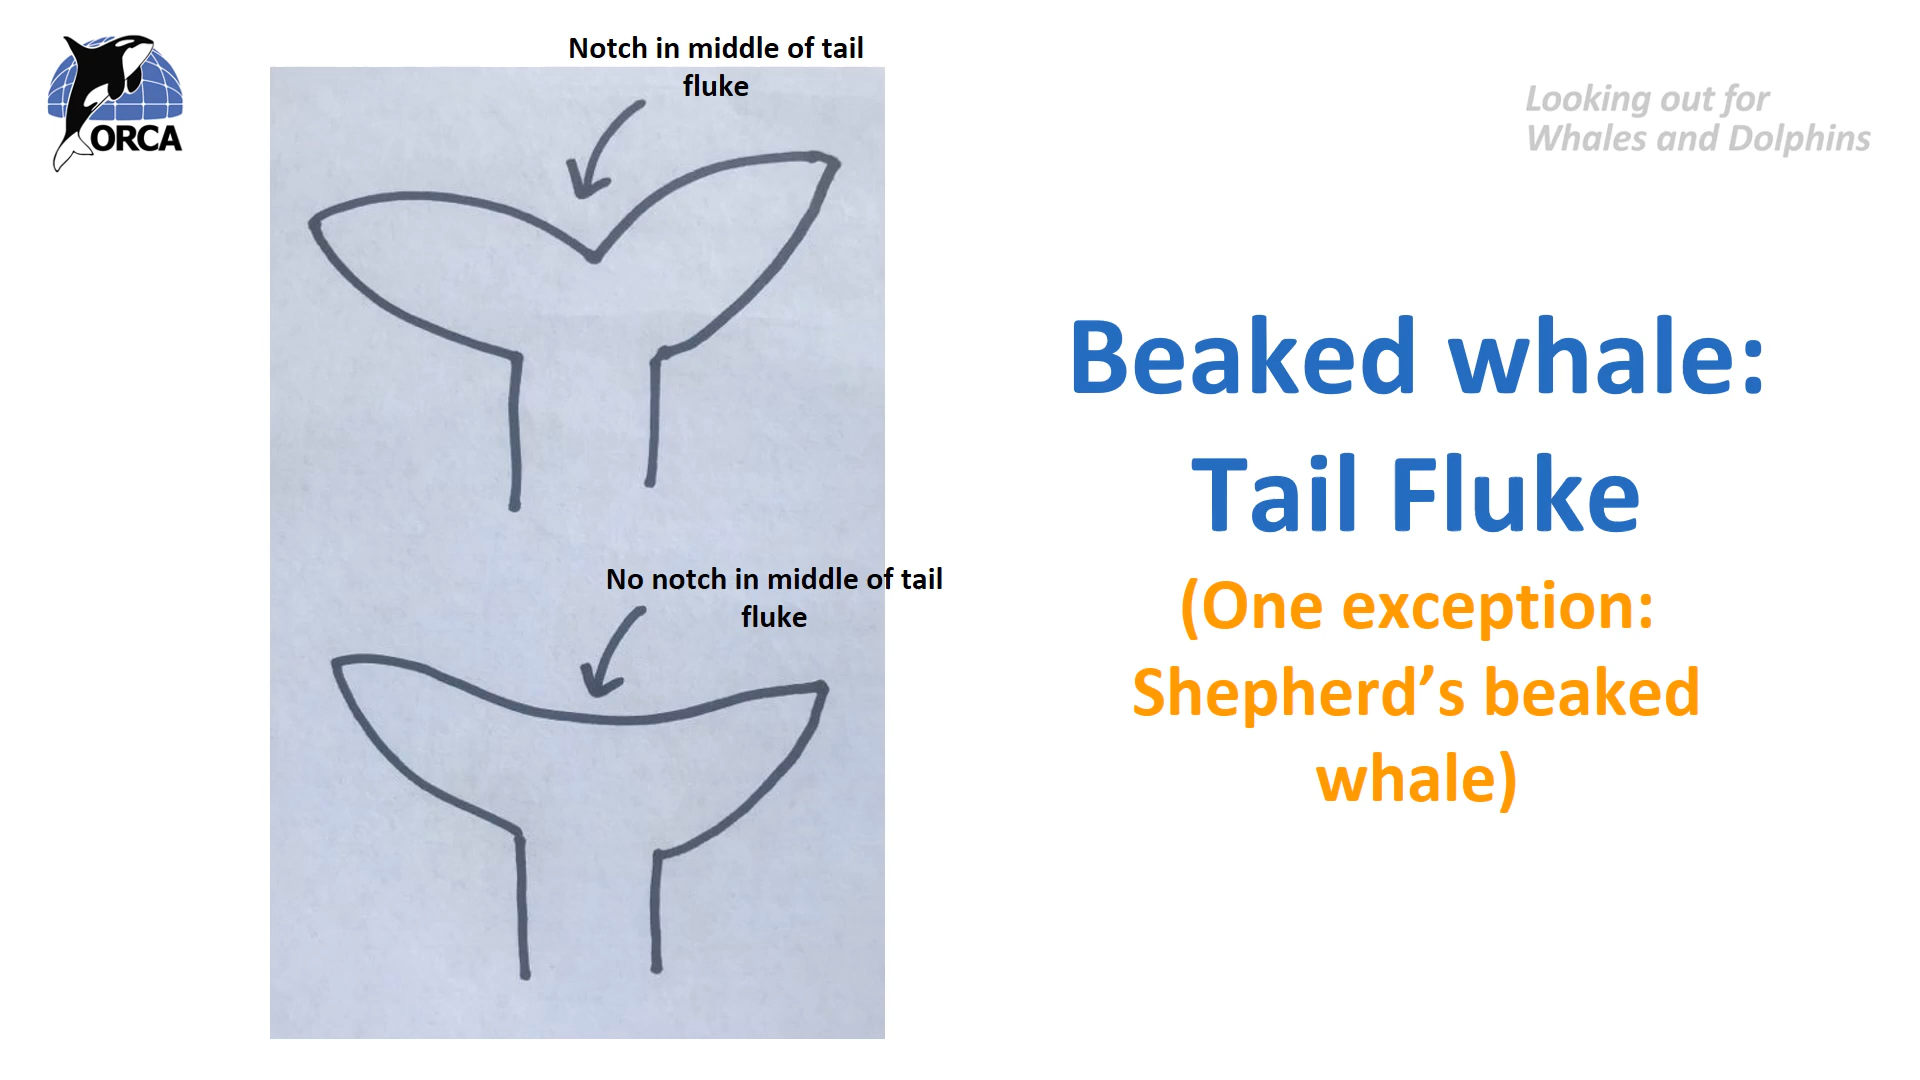 ORCA
Notch in middle of tail
fluke
Looking out for
Whales and Dolphins
No notch in middle of tail
fluke
Beaked whale:
Tail Fluke
(One exception:
Shepherd’s beaked
whale)